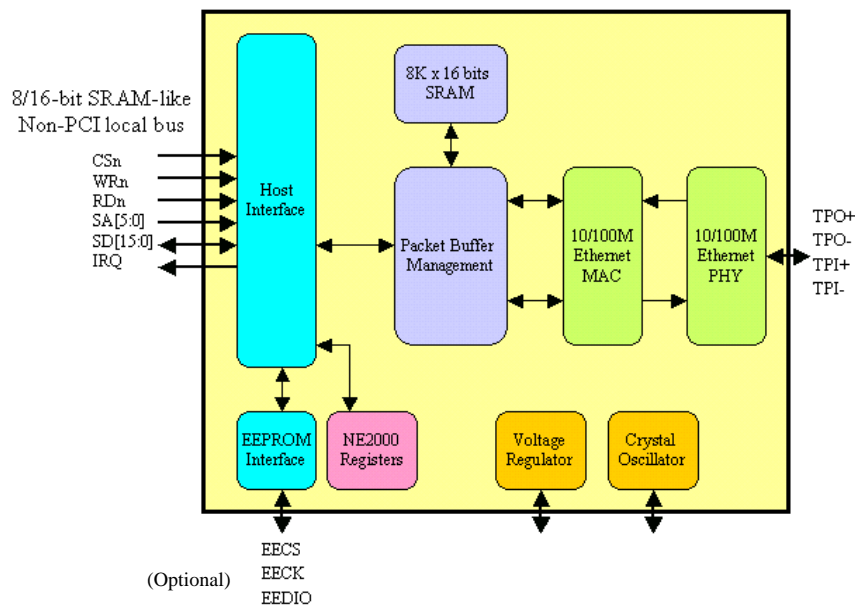 8/16-bit SRAM-like
Non-PCI local bus
CSn
WRn
RDn
SA[5:0]
SD[15:0]
IRQ
Host
Interface
8K x 16 bits
SRAM
Packet Buffer
Management
10/100M
Ethernet
MAC
10/100M
Ethernet
PHY
TPO+
TPO-
TPI+
TPI-
EEPROM
Interface
NE2000
Registers
Voltage
Regulator
Crystal
Oscillator
(Optional)
EECS
EECK
EEDIO